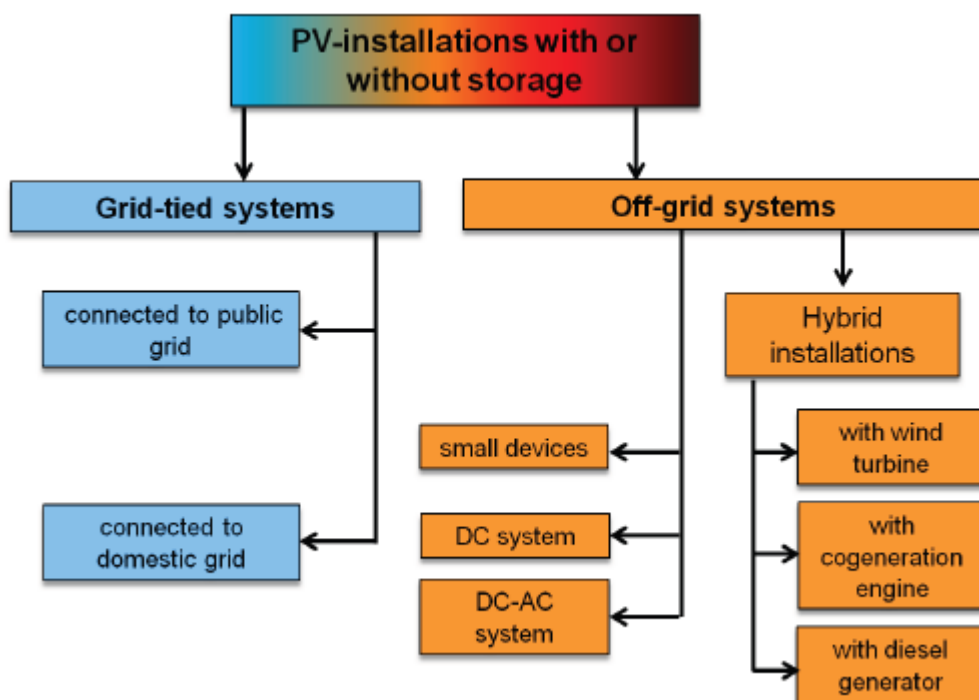 PV-installations with or
without storage
Grid-tied systems
Off-grid systems
connected to public
grid
connected to
domestic grid
small devices
DC system
DC-AC
system
Hybrid
installations
with wind
turbine
with
cogeneration
engine
with diesel
generator